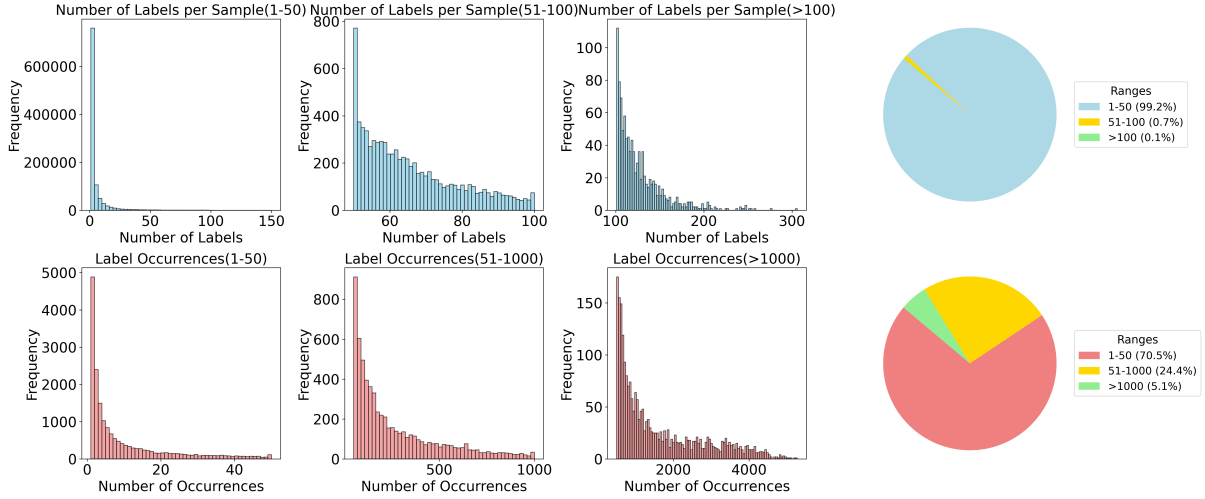 Number of Labels per Sample(1-50)
Frequency
600000
400000
200000
0
0 50 100 150
Number of Labels
Number of Labels per Sample(51-100)
Frequency
800
600
400
200
0
60 80 100
Number of Labels
Number of Labels per Sample(>100)
Frequency
100
80
60
40
20
0
100 200 300
Number of Labels
Ranges
1-50 (99.2%)
51-100 (0.7%)
>100 (0.1%)
Label Occurrences(1-50)
Frequency
5000
4000
3000
2000
1000
0
0 20 40
Number of Occurrences
Label Occurrences(51-1000)
Frequency
800
600
400
200
0
500 1000
Number of Occurrences
Label Occurrences(>1000)
Frequency
150
100
50
0
2000 4000
Number of Occurrences
Ranges
1-50 (70.5%)
51-1000 (24.4%)
>1000 (5.1%)